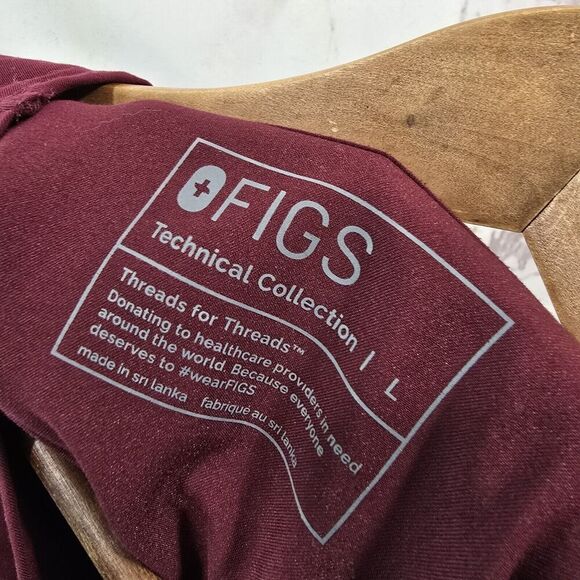 FIGS
Technical Collection | L
Threads for Threads™
Donating to healthcare providers in need
around the world. Because everyone
deserves to #wearFIGS
made in sri lanka fabriqué au sri lanka